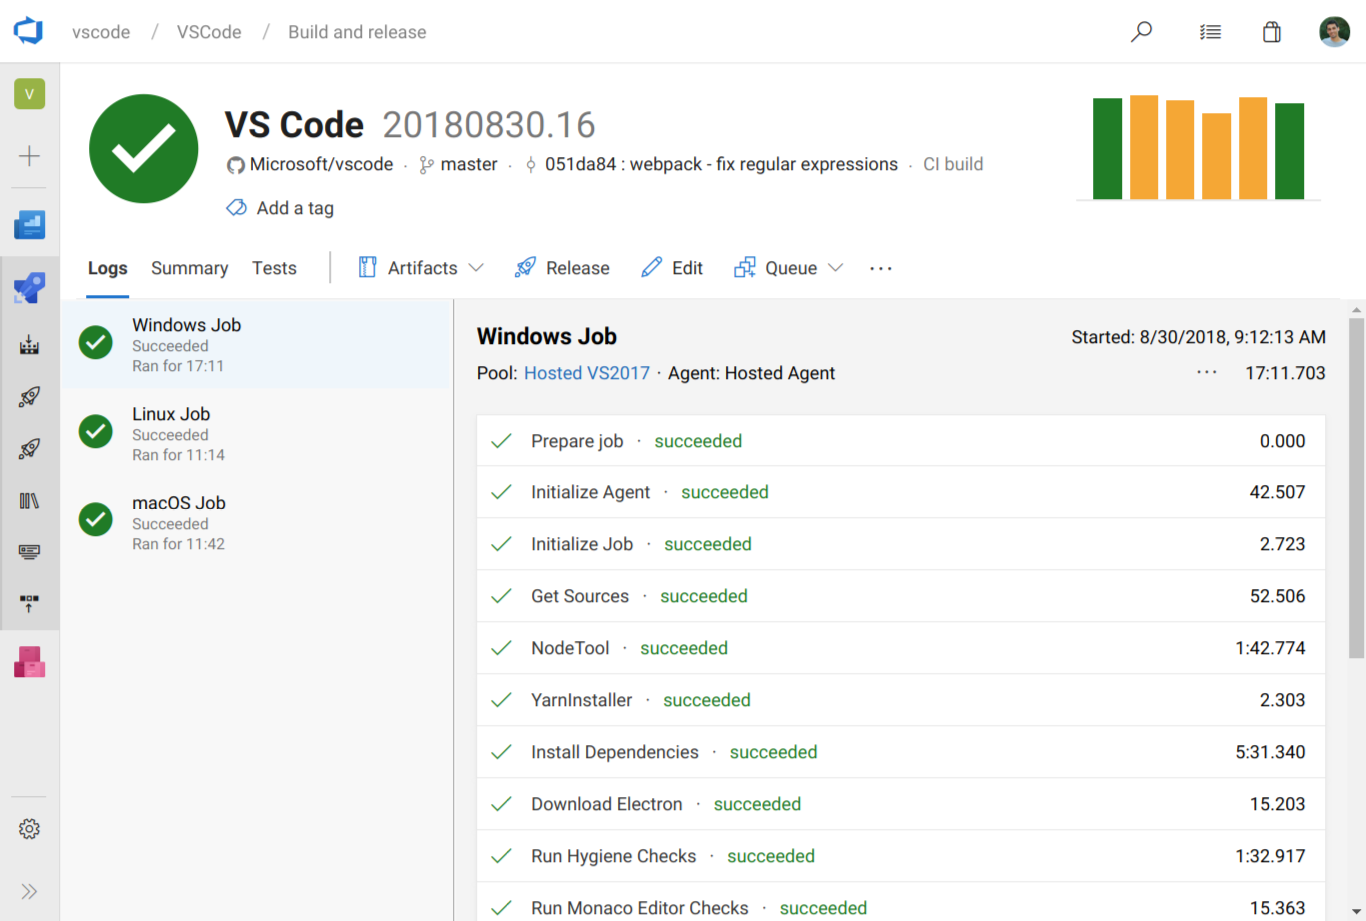 vscode / VSCode / Build and release
V
VS Code 20180830.16
Microsoft/vscode · master · 051da84 : webpack - fix regular expressions · CI build
Add a tag
Logs Summary Tests Artifacts Release Edit Queue ...
Windows Job
Succeeded
Ran for 17:11
Linux Job
Succeeded
Ran for 11:14
macOS Job
Succeeded
Ran for 11:42
Windows Job Started: 8/30/2018, 9:12:13 AM
Pool: Hosted VS2017 · Agent: Hosted Agent ... 17:11.703
Prepare job · succeeded 0.000
Initialize Agent · succeeded 42.507
Initialize Job · succeeded 2.723
Get Sources · succeeded 52.506
NodeTool · succeeded 1:42.774
YarnInstaller · succeeded 2.303
Install Dependencies · succeeded 5:31.340
Download Electron · succeeded 15.203
Run Hygiene Checks · succeeded 1:32.917
Run Monaco Editor Checks · succeeded 15.363